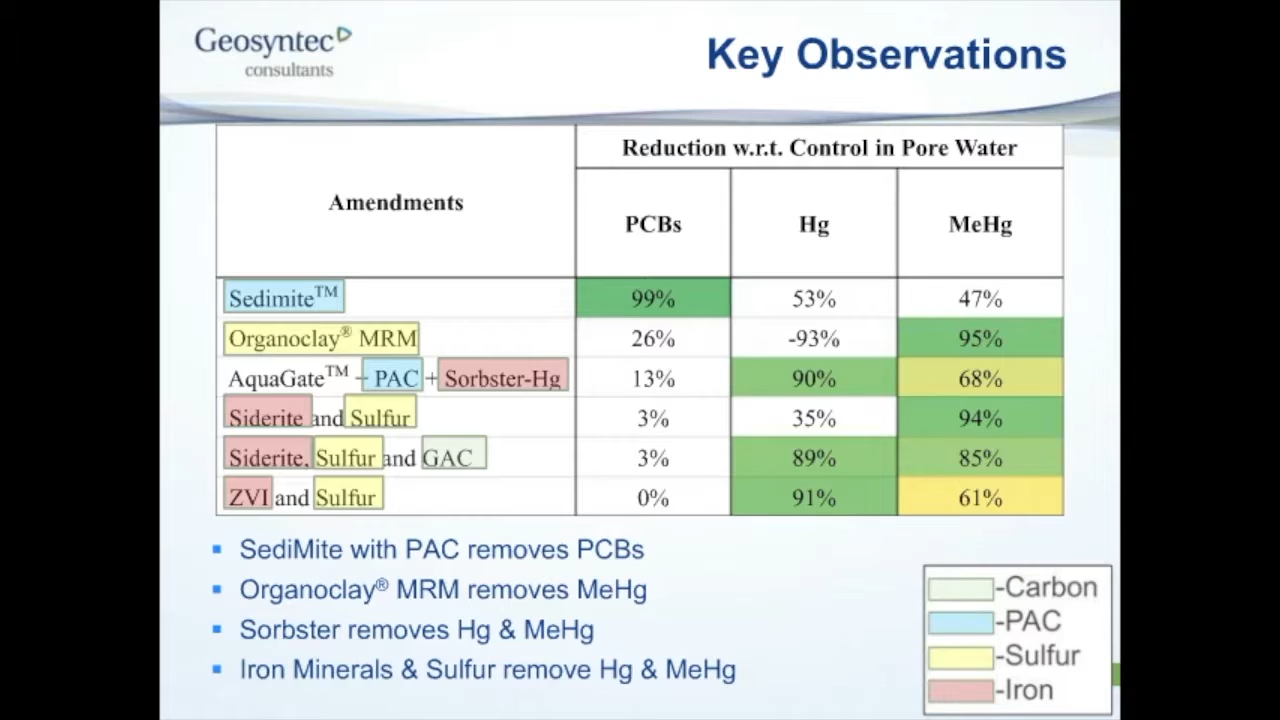 Geosyntec
consultants
Key Observations
Amendments
Reduction w.r.t. Control in Pore Water
PCBs Hg MeHg
Sedimite™ 99% 53% 47%
Organoclay® MRM 26% -93% 95%
AquaGate™ – PAC + Sorbster-Hg 13% 90% 68%
Siderite and Sulfur 3% 35% 94%
Siderite, Sulfur and GAC 3% 89% 85%
ZVI and Sulfur 0% 91% 61%
▪ SediMite with PAC removes PCBs
▪ Organoclay® MRM removes MeHg
▪ Sorbster removes Hg & MeHg
▪ Iron Minerals & Sulfur remove Hg & MeHg
-Carbon
-PAC
-Sulfur
-Iron